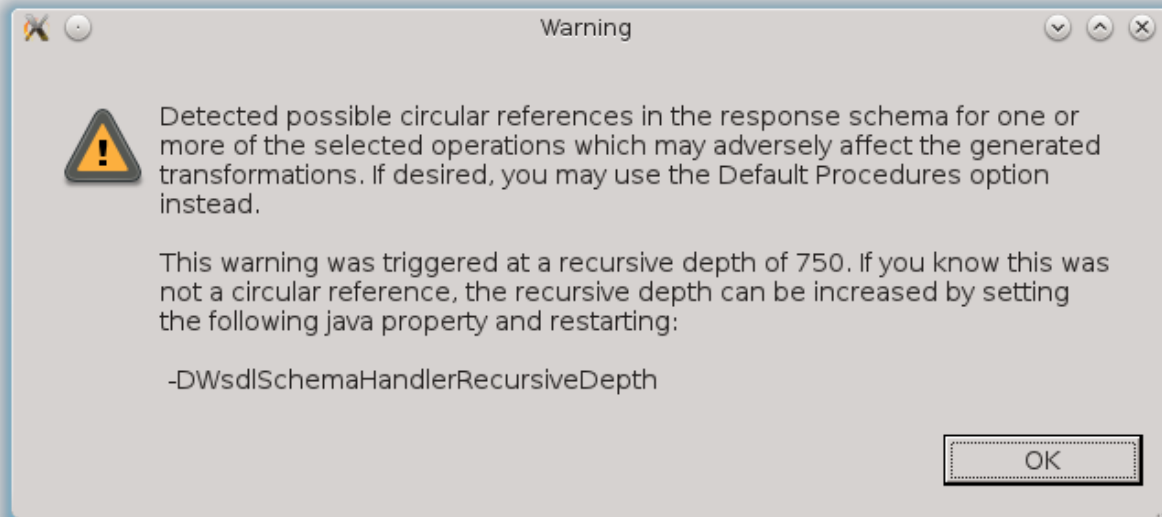 Warning
Detected possible circular references in the response schema for one or
more of the selected operations which may adversely affect the generated
transformations. If desired, you may use the Default Procedures option
instead.
This warning was triggered at a recursive depth of 750. If you know this was
not a circular reference, the recursive depth can be increased by setting
the following java property and restarting:
-DWsdlSchemaHandlerRecursiveDepth
OK